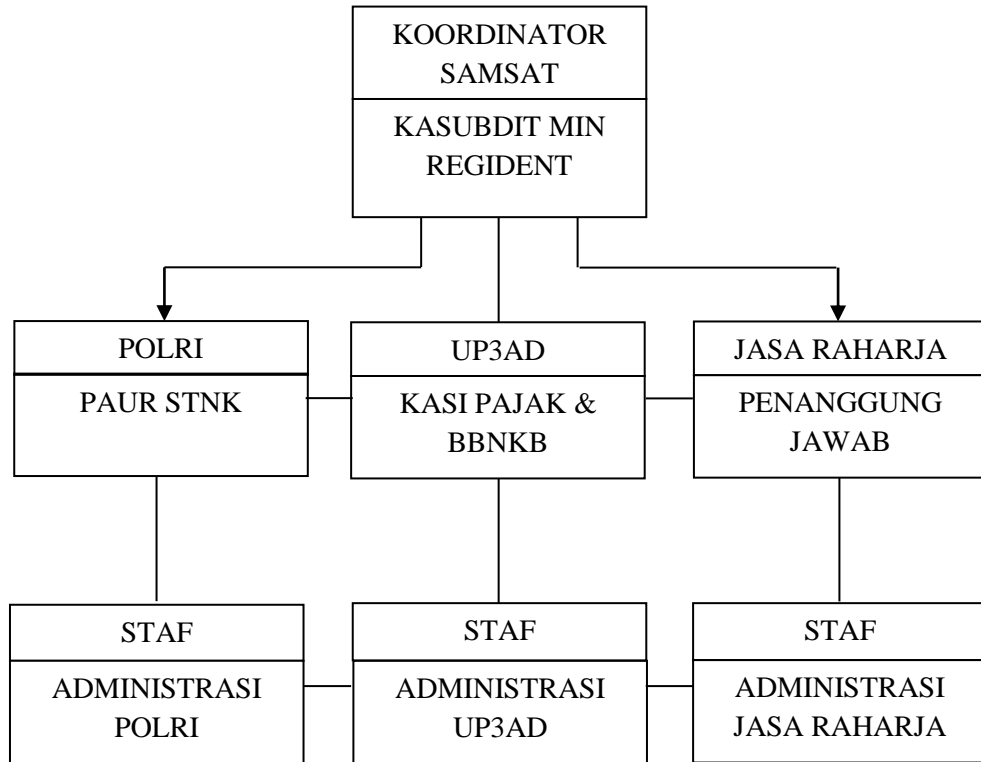 KOORDINATOR
SAMSAT
KASUBDIT MIN
REGIDENT
POLRI
PAUR STNK
UP3AD
KASI PAJAK &
BBNKB
JASA RAHARJA
PENANGGUNG
JAWAB
STAF
ADMINISTRASI
POLRI
STAF
ADMINISTRASI
UP3AD
STAF
ADMINISTRASI
JASA RAHARJA